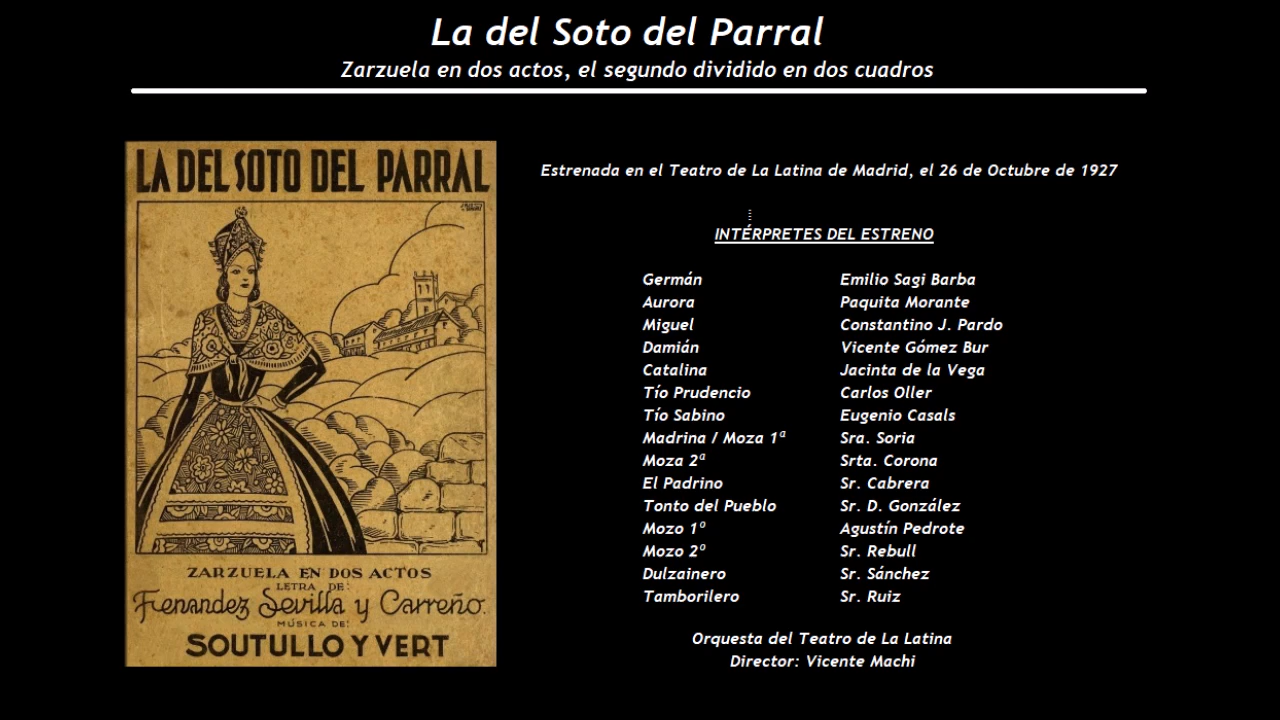 La del Soto del Parral
Zarzuela en dos actos, el segundo dividido en dos cuadros
LA DEL SOTO DEL PARRAL
ZARZUELA EN DOS ACTOS
LETRA DE:
Fernandez Sevilla y Carreño.
MÚSICA DE:
SOUTULLO Y VERT
Estrenada en el Teatro de La Latina de Madrid, el 26 de Octubre de 1927
INTÉRPRETES DEL ESTRENO
Germán Emilio Sagi Barba
Aurora Paquita Morante
Miguel Constantino J. Pardo
Damián Vicente Gómez Bur
Catalina Jacinta de la Vega
Tío Prudencio Carlos Oller
Tío Sabino Eugenio Casals
Madrina / Moza 1ª Sra. Soria
Moza 2ª Srta. Corona
El Padrino Sr. Cabrera
Tonto del Pueblo Sr. D. González
Mozo 1º Agustín Pedrote
Mozo 2º Sr. Rebull
Dulzainero Sr. Sánchez
Tamborilero Sr. Ruiz
Orquesta del Teatro de La Latina
Director: Vicente Machi